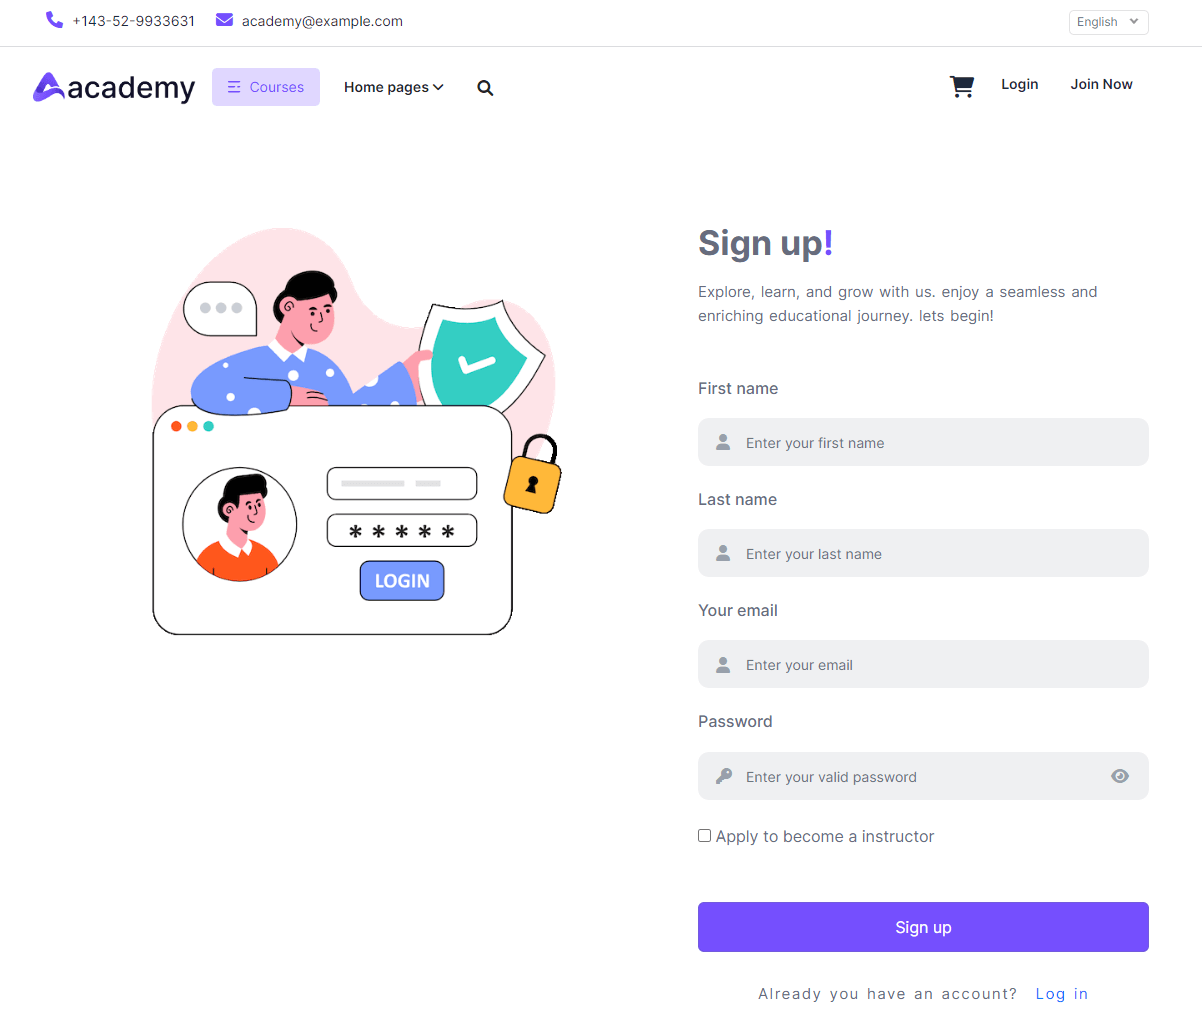 +143-52-9933631 academy@example.com English
academy Courses Home pages Login Join Now
Sign up!
Explore, learn, and grow with us. enjoy a seamless and
enriching educational journey. lets begin!
First name
Enter your first name
Last name
Enter your last name
Your email
Enter your email
Password
Enter your valid password
Apply to become a instructor
Sign up
Already you have an account? Log in
* * * * *
LOGIN